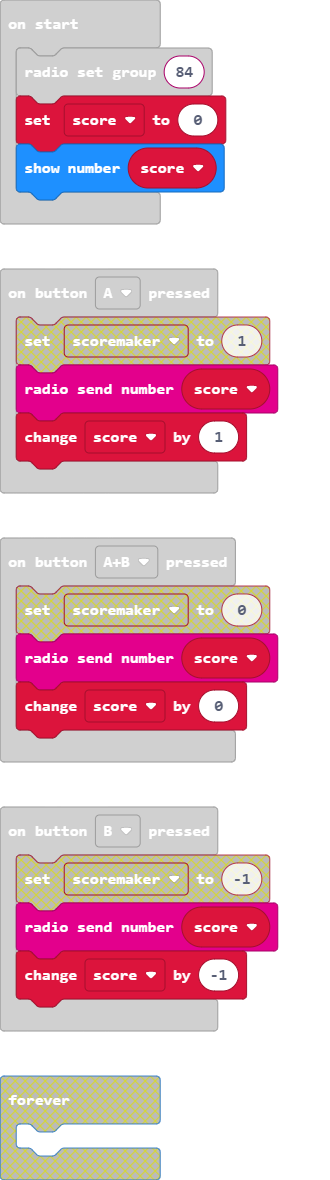 on start
radio set group 84
set score to 0
show number score
on button A pressed
set scoremaker to 1
radio send number score
change score by 1
on button A+B pressed
set scoremaker to 0
radio send number score
change score by 0
on button B pressed
set scoremaker to -1
radio send number score
change score by -1
forever